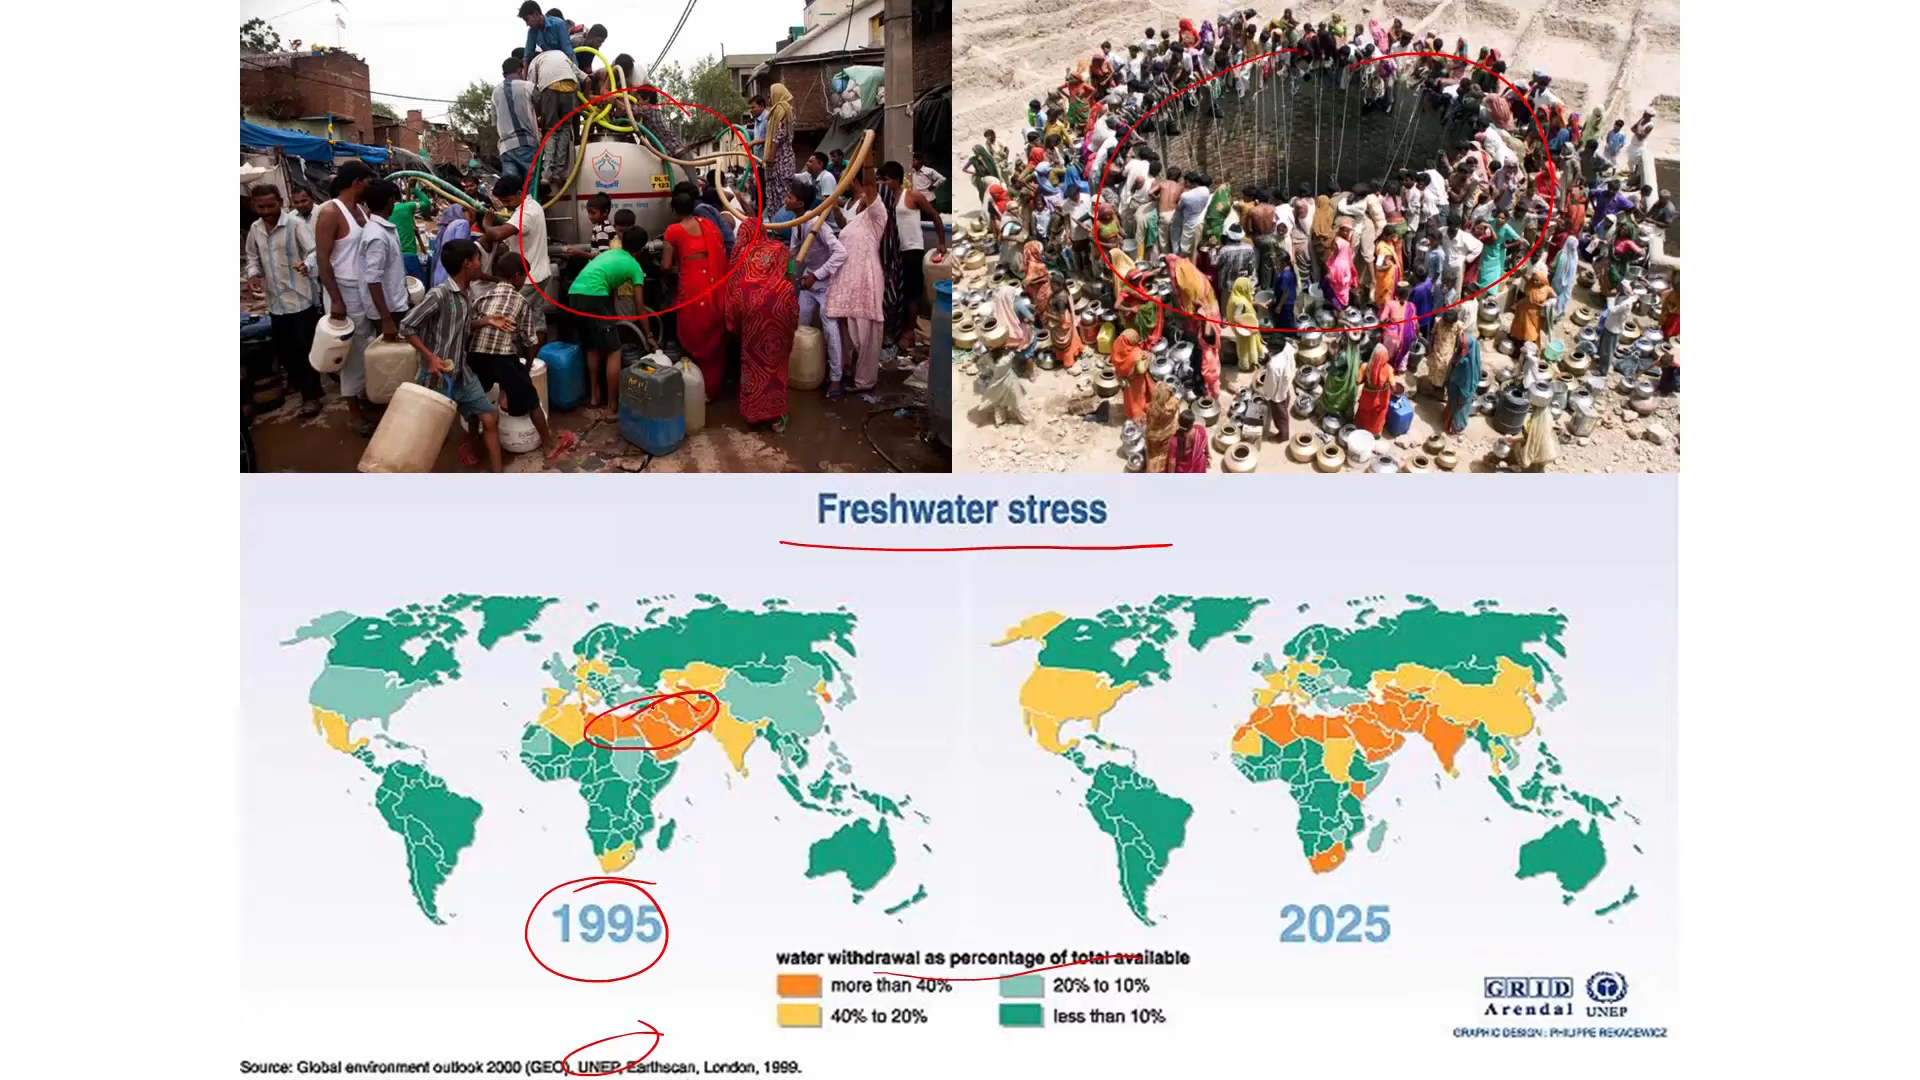 DL 1
Freshwater stress
1995
2025
water withdrawal as percentage of total available
more than 40%
20% to 10%
40% to 20%
less than 10%
GRID
Arendal
UNEP
GRAPHIC DESIGN : PHILIPPE REKACEWICZ
Source: Global environment outlook 2000 (GEO), UNEP, Earthscan, London, 1999.